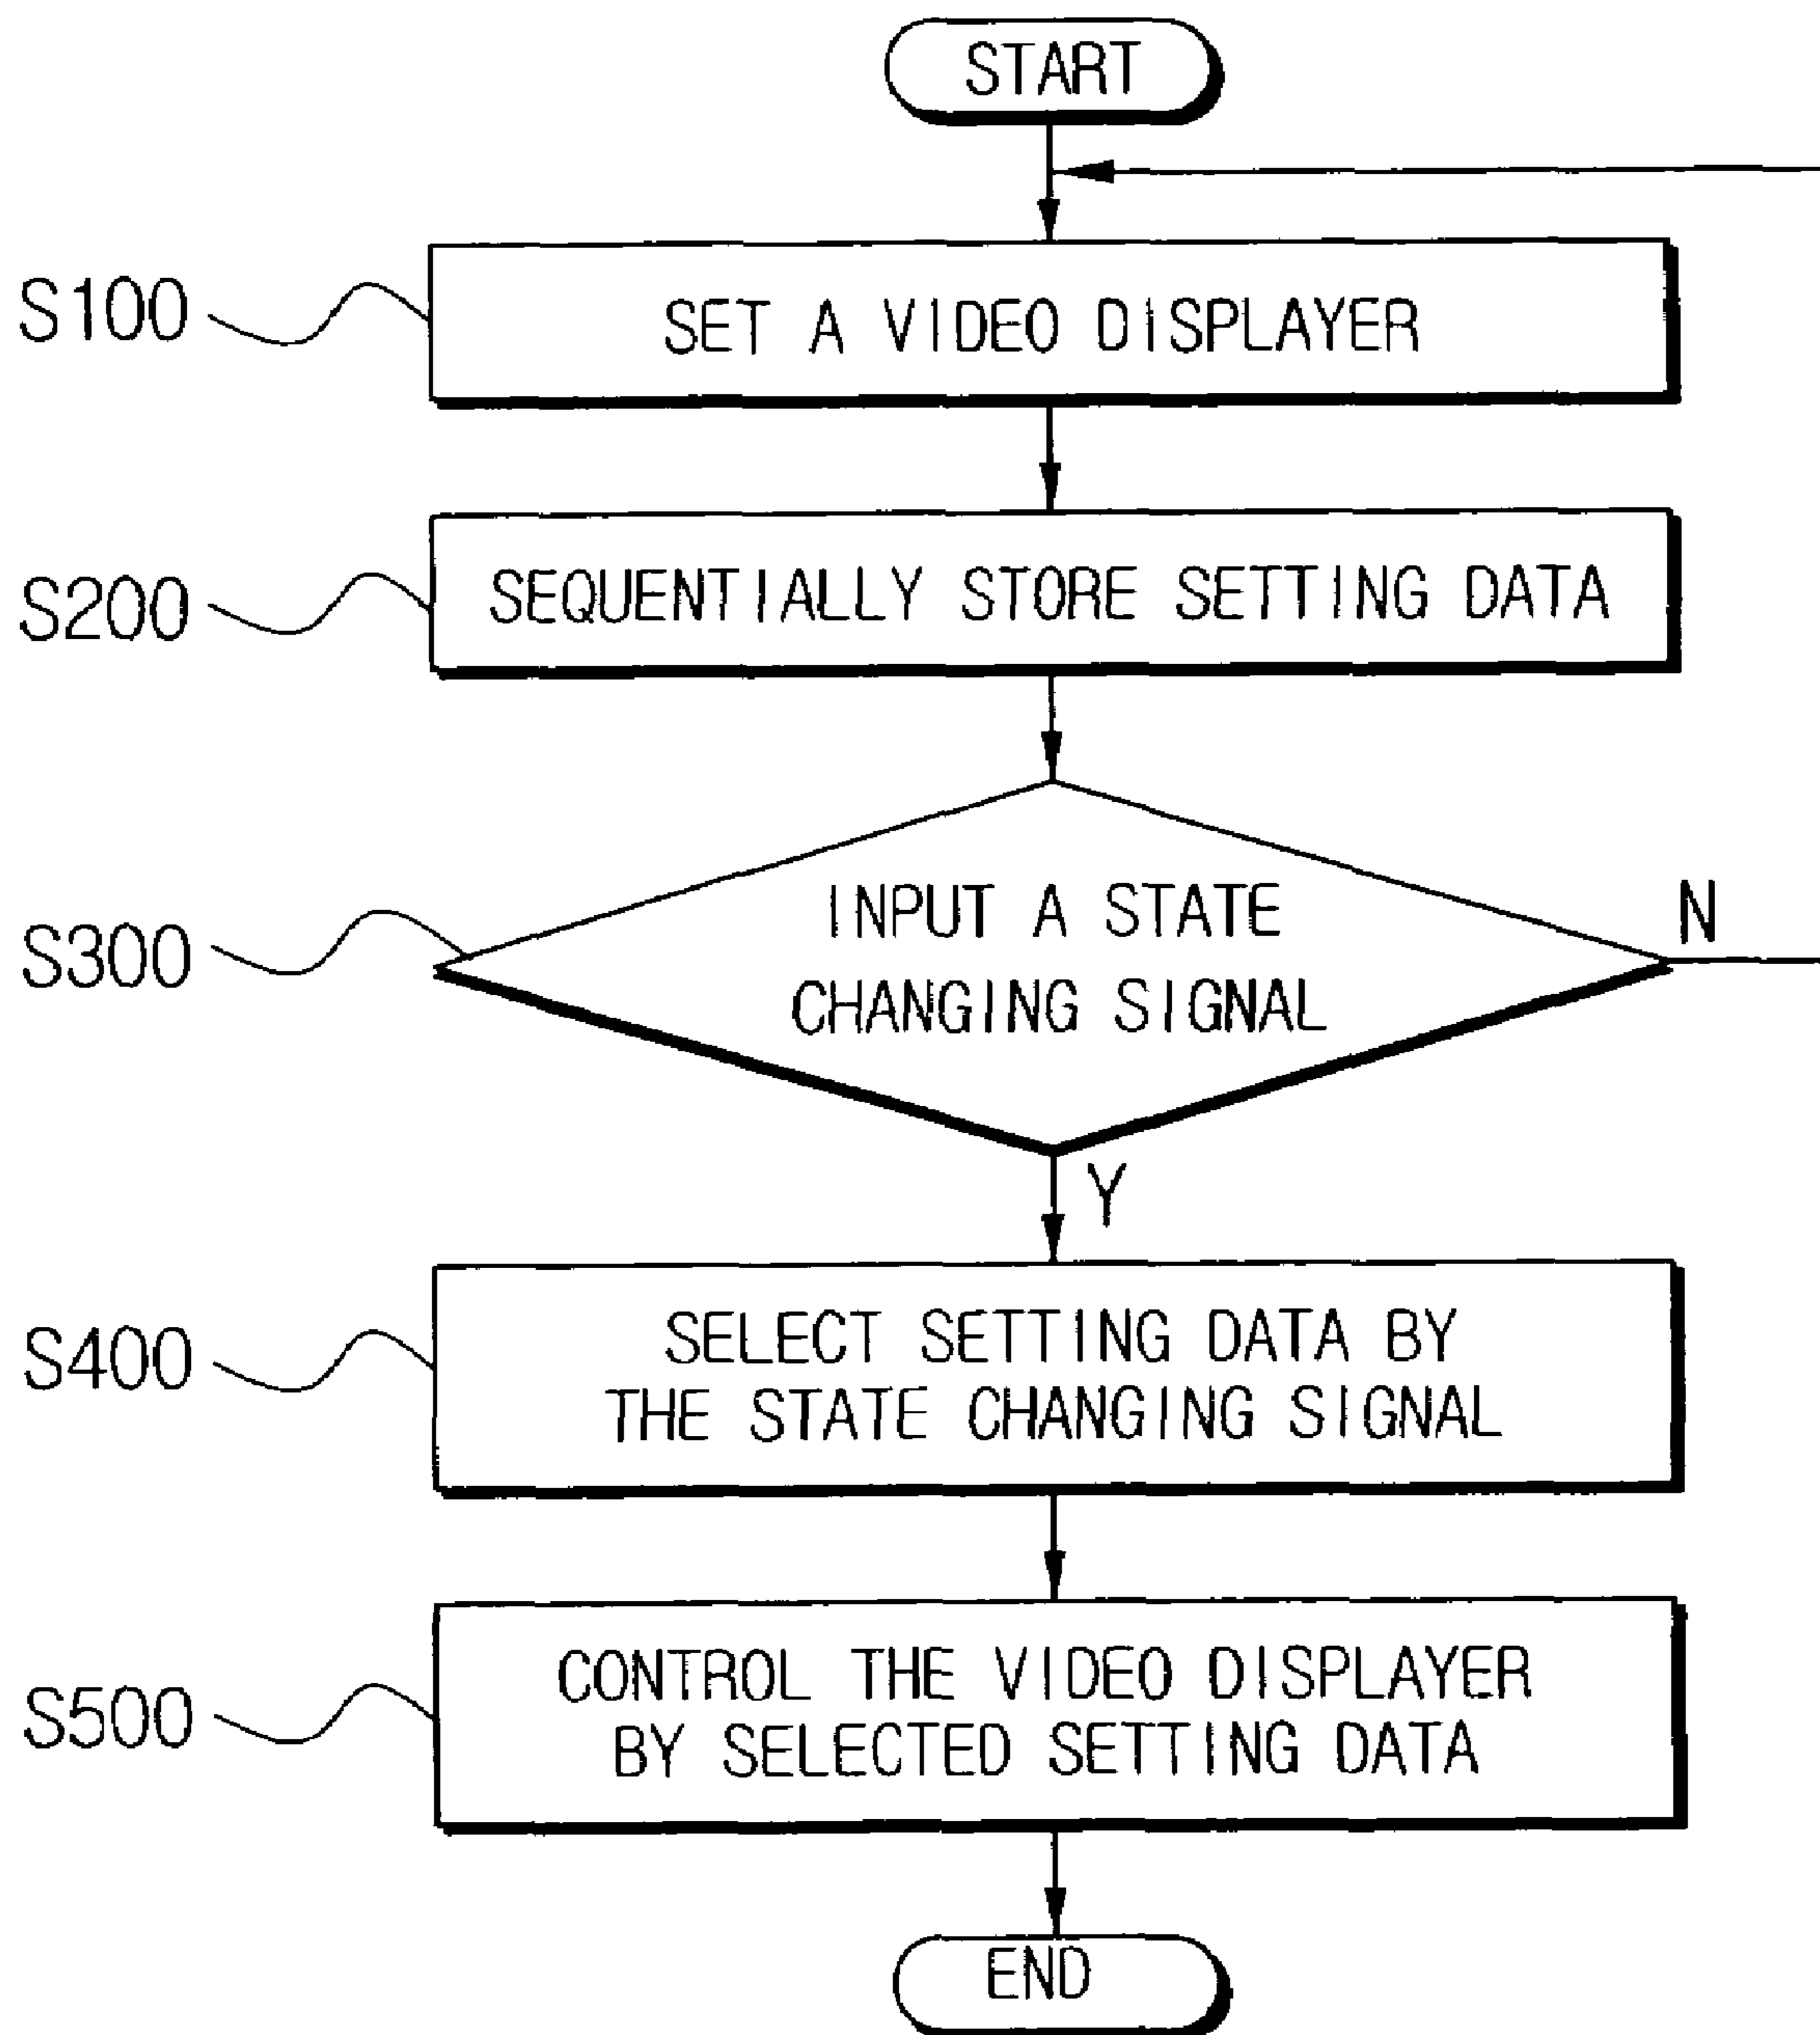 START
S100
SET A VIDEO DISPLAYER
S200
SEQUENTIALLY STORE SETTING DATA
S300
INPUT A STATE
CHANGING SIGNAL
N
Y
S400
SELECT SETTING DATA BY
THE STATE CHANGING SIGNAL
S500
CONTROL THE VIDEO DISPLAYER
BY SELECTED SETTING DATA
END